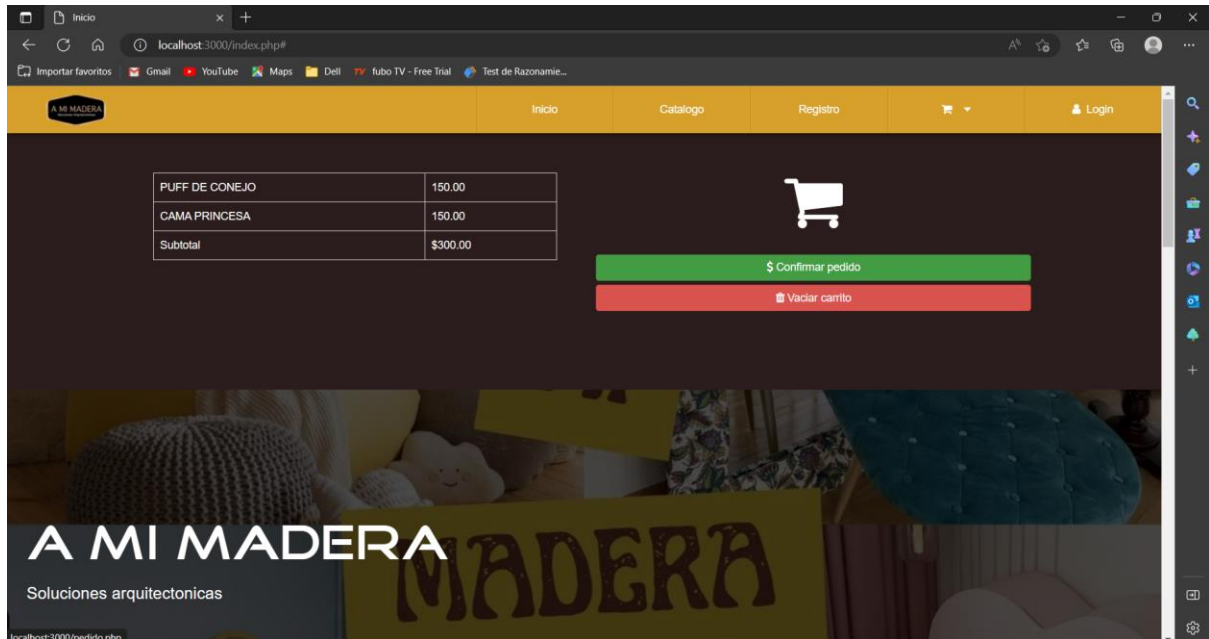 Inicio
localhost:3000/index.php#
Importar favoritos Gmail YouTube Maps Dell fubo TV - Free Trial Test de Razonamie...
A MI MADERA Inicio Catalogo Registro Login
PUFF DE CONEJO 150.00
CAMA PRINCESA 150.00
Subtotal $300.00
$ Confirmar pedido
Vaciar carrito
A MI MADERA
MADERA
Soluciones arquitectonicas
localhost:3000/pedido.php